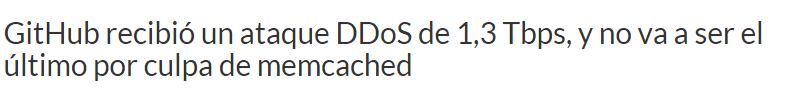 GitHub recibió un ataque DDoS de 1,3 Tbps, y no va a ser el
último por culpa de memcached